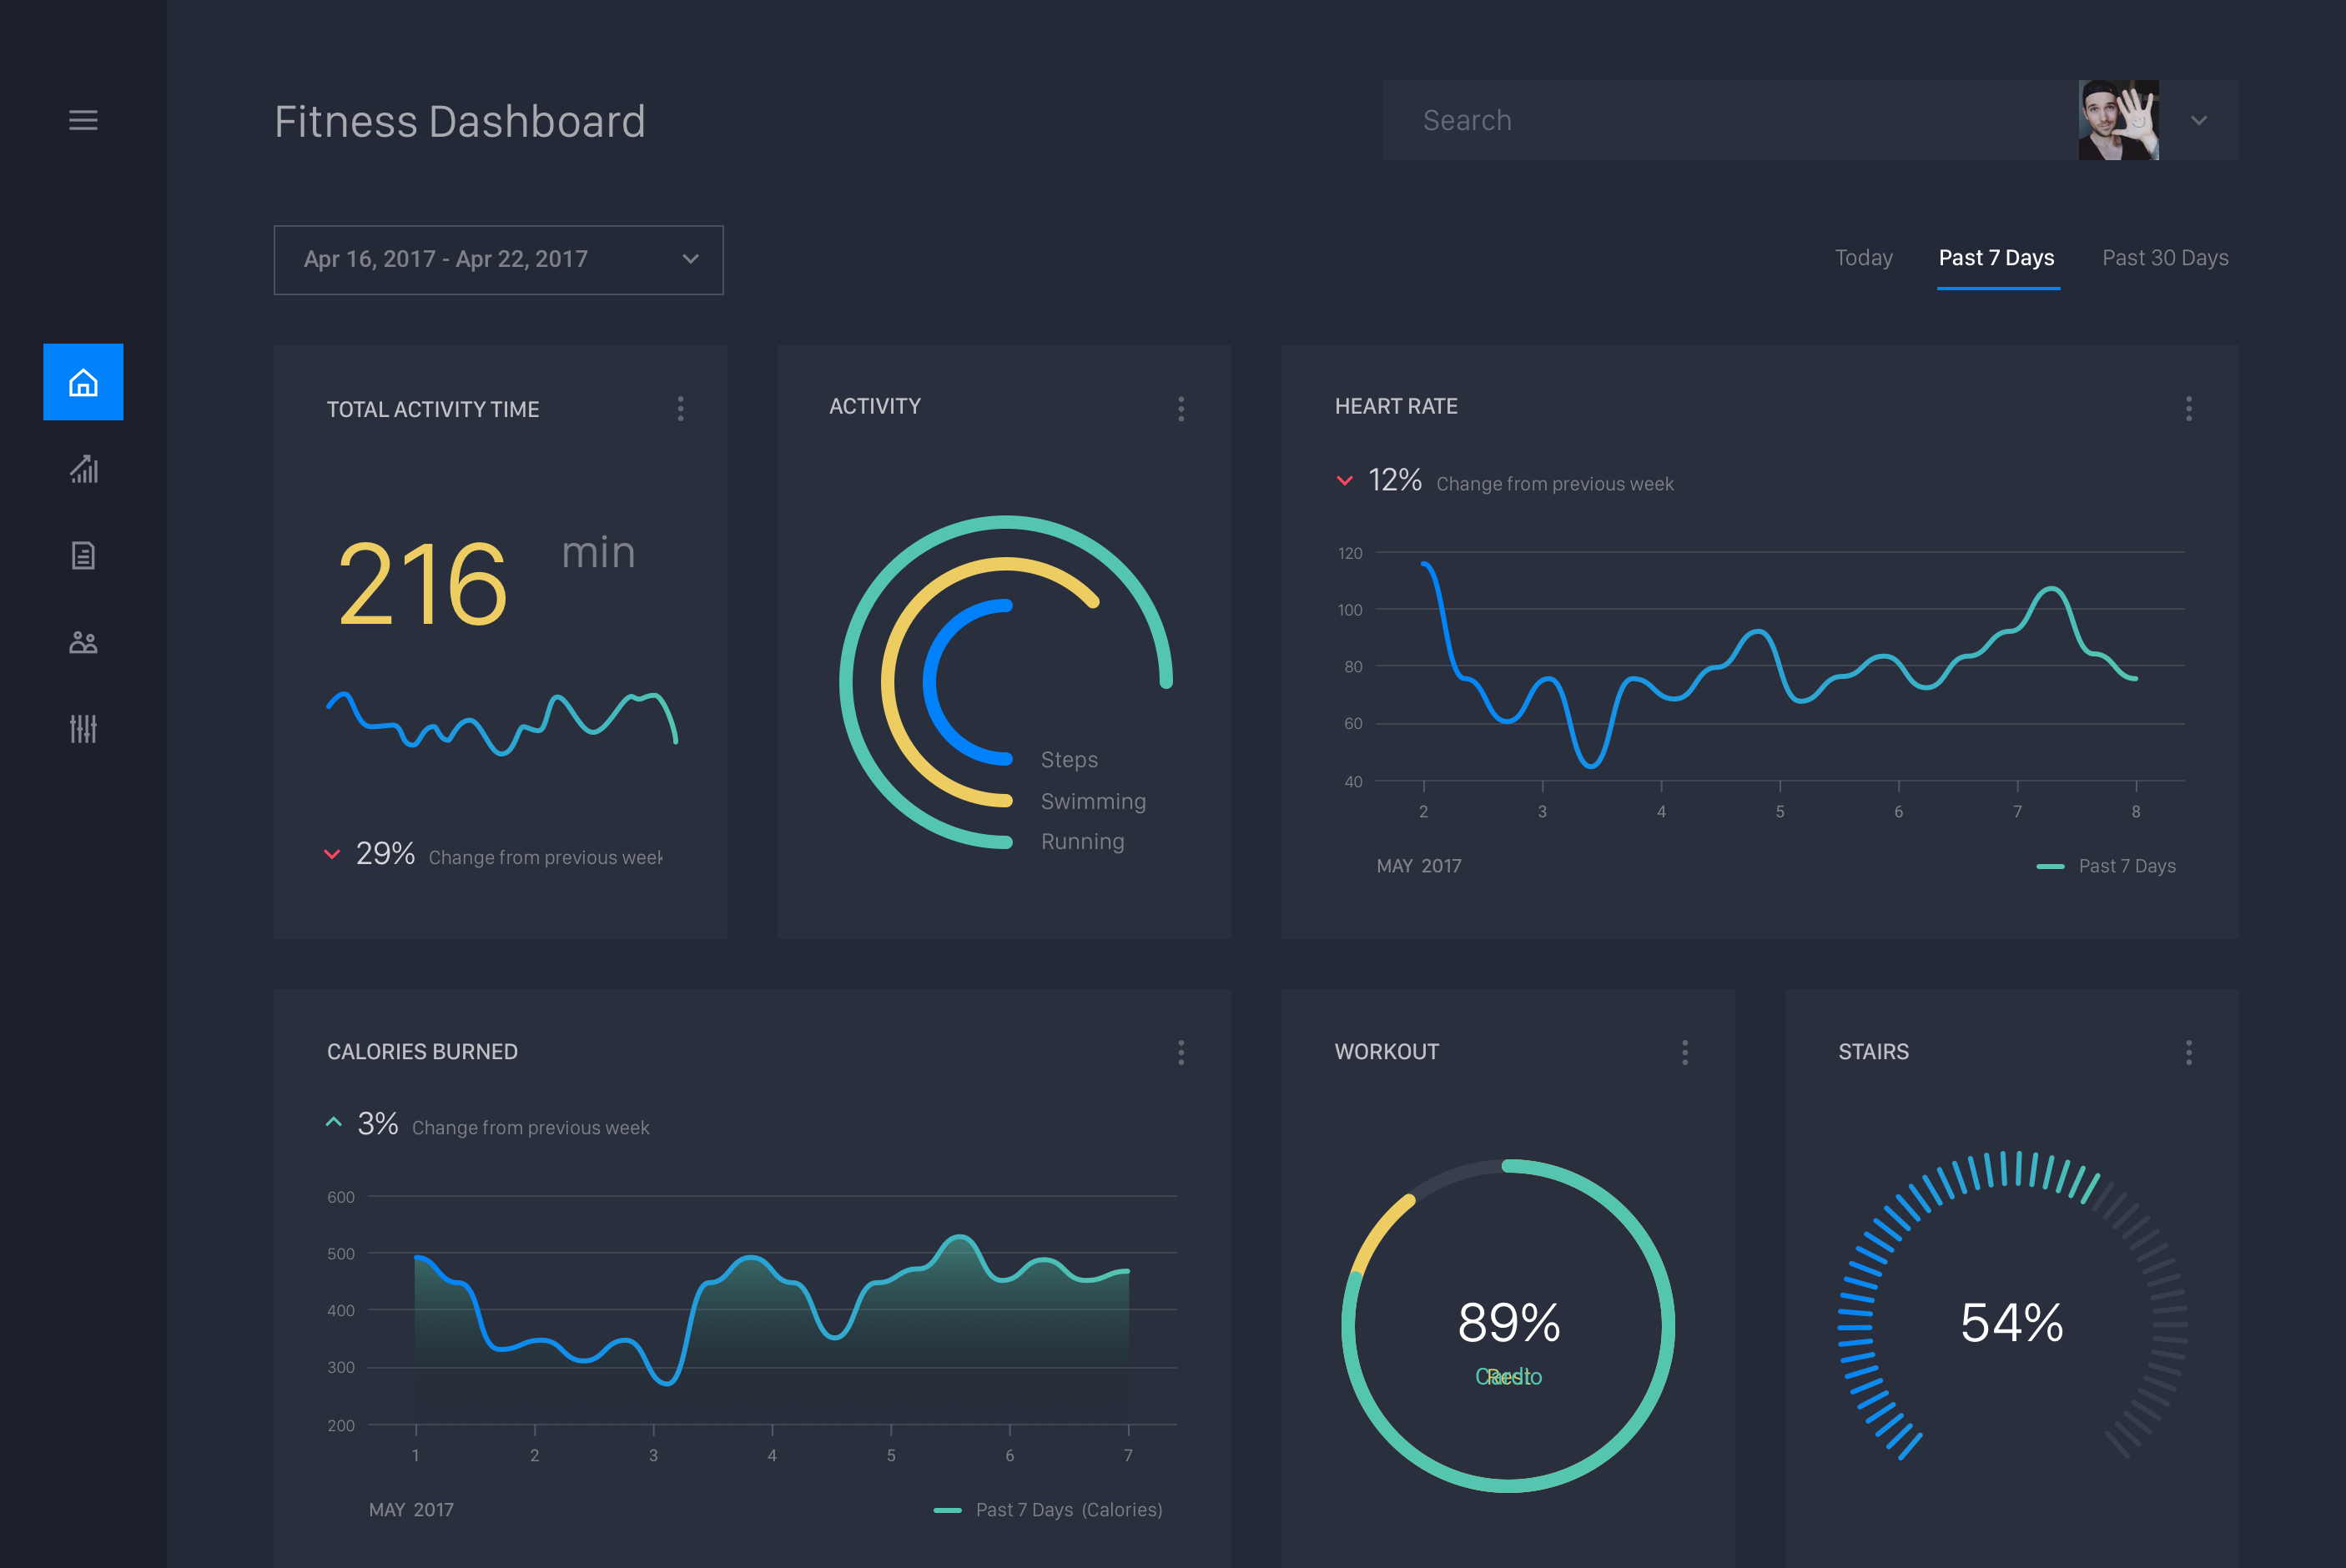 Fitness Dashboard
Search
Apr 16, 2017 - Apr 22, 2017
Today
Past 7 Days
Past 30 Days
TOTAL ACTIVITY TIME
216 min
29% Change from previous week
ACTIVITY
Steps
Swimming
Running
HEART RATE
12% Change from previous week
120
100
80
60
40
2 3 4 5 6 7 8
MAY 2017
Past 7 Days
CALORIES BURNED
3% Change from previous week
600
500
400
300
200
1 2 3 4 5 6 7
MAY 2017
Past 7 Days (Calories)
WORKOUT
89%
Cardio
Rest
STAIRS
54%